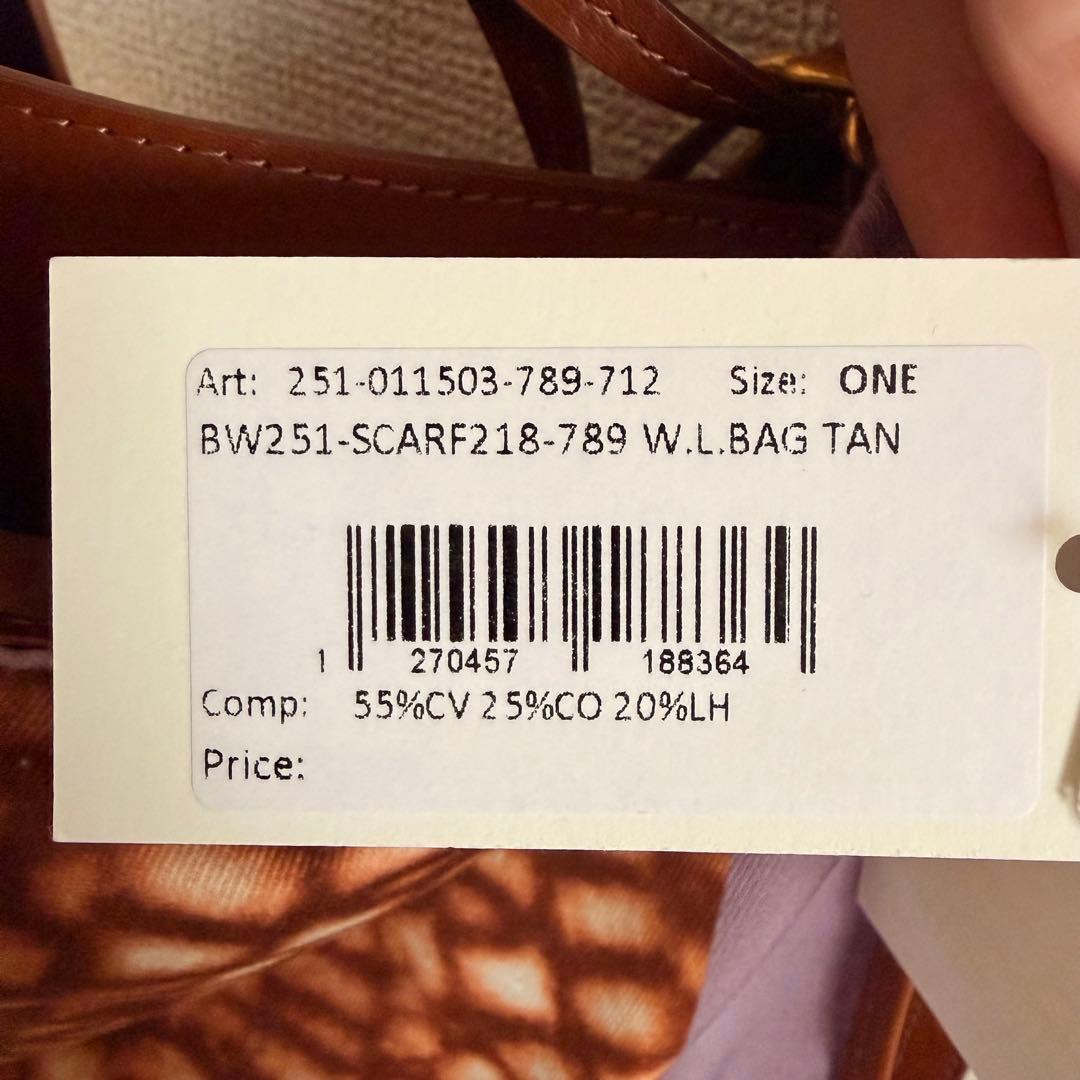 Art: 251-011503-789-712 Size: ONE
BW251-SCARF218-789 W.L.BAG TAN
1 270457 188364
Comp: 55%CV 25%CO 20%LH
Price: